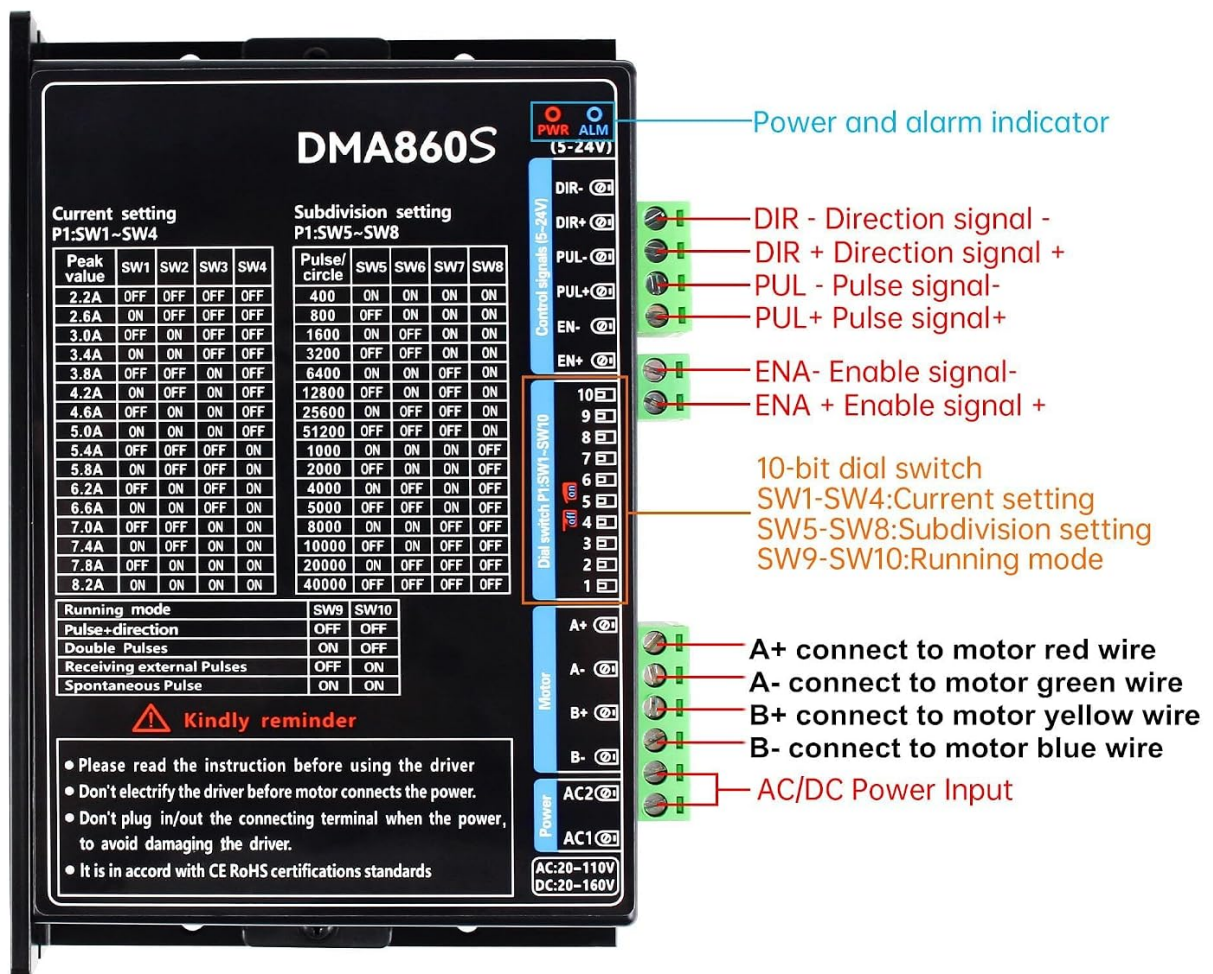 DMA860S
PWR ALM
(5-24V)
Power and alarm indicator
Current setting
P1:SW1~SW4
Peak value SW1 SW2 SW3 SW4
2.2A OFF OFF OFF OFF
2.6A ON OFF OFF OFF
3.0A OFF ON OFF OFF
3.4A ON ON OFF OFF
3.8A OFF OFF ON OFF
4.2A ON OFF ON OFF
4.6A OFF ON ON OFF
5.0A ON ON ON OFF
5.4A OFF OFF OFF ON
5.8A ON OFF OFF ON
6.2A OFF ON OFF ON
6.6A ON ON OFF ON
7.0A OFF OFF ON ON
7.4A ON OFF ON ON
7.8A OFF ON ON ON
8.2A ON ON ON ON
Subdivision setting
P1:SW5~SW8
Pulse/circle SW5 SW6 SW7 SW8
400 ON ON ON ON
800 OFF ON ON ON
1600 ON OFF ON ON
3200 OFF OFF ON ON
6400 ON ON OFF ON
12800 OFF ON OFF ON
25600 ON OFF OFF ON
51200 OFF OFF OFF ON
1000 ON ON ON OFF
2000 OFF ON ON OFF
4000 ON OFF ON OFF
5000 OFF OFF ON OFF
8000 ON ON OFF OFF
10000 OFF ON OFF OFF
20000 ON OFF OFF OFF
40000 OFF OFF OFF OFF
Running mode SW9 SW10
Pulse+direction OFF OFF
Double Pulses ON OFF
Receiving external Pulses OFF ON
Spontaneous Pulse ON ON
Kindly reminder
● Please read the instruction before using the driver
● Don't electrify the driver before motor connects the power.
● Don't plug in/out the connecting terminal when the power,
to avoid damaging the driver.
● It is in accord with CE RoHS certifications standards
Control signals (5-24V)
DIR-
DIR+
PUL-
PUL+
EN-
EN+
Dial switch P1:SW1~SW10
10
9
8
7
6
5
4
3
2
1
on
off
Motor
A+
A-
B+
B-
Power
AC2
AC1
AC:20-110V
DC:20-160V
DIR - Direction signal -
DIR + Direction signal +
PUL - Pulse signal-
PUL+ Pulse signal+
ENA- Enable signal-
ENA + Enable signal +
10-bit dial switch
SW1-SW4:Current setting
SW5-SW8:Subdivision setting
SW9-SW10:Running mode
A+ connect to motor red wire
A- connect to motor green wire
B+ connect to motor yellow wire
B- connect to motor blue wire
AC/DC Power Input